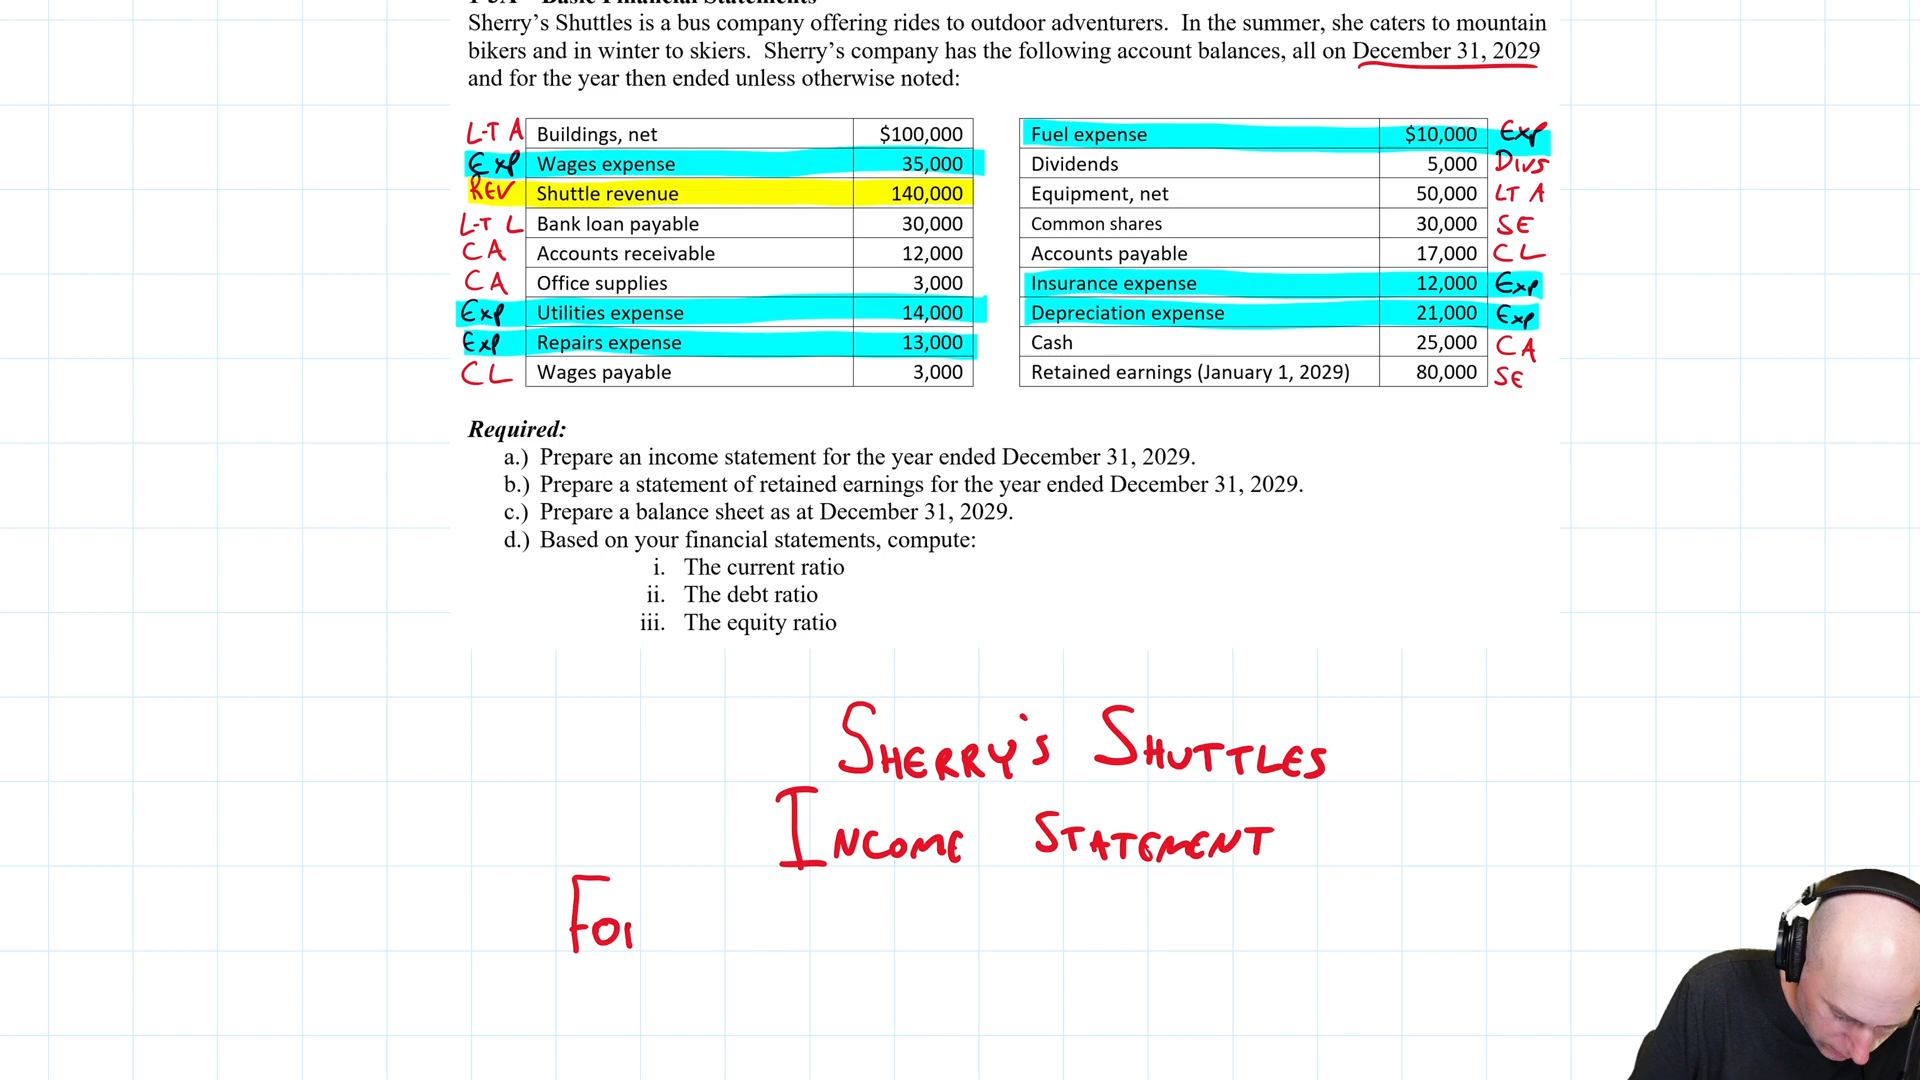 Sherry's Shuttles is a bus company offering rides to outdoor adventurers. In the summer, she caters to mountain
bikers and in winter to skiers. Sherry's company has the following account balances, all on December 31, 2029
and for the year then ended unless otherwise noted:
L-T A Buildings, net $100,000
Exp Wages expense 35,000
REV Shuttle revenue 140,000
L-T L Bank loan payable 30,000
CA Accounts receivable 12,000
CA Office supplies 3,000
Exp Utilities expense 14,000
Exp Repairs expense 13,000
CL Wages payable 3,000
Fuel expense $10,000 Exp
Dividends 5,000 DIVS
Equipment, net 50,000 LT A
Common shares 30,000 SE
Accounts payable 17,000 CL
Insurance expense 12,000 Exp
Depreciation expense 21,000 Exp
Cash 25,000 CA
Retained earnings (January 1, 2029) 80,000 SE
Required:
a.) Prepare an income statement for the year ended December 31, 2029.
b.) Prepare a statement of retained earnings for the year ended December 31, 2029.
c.) Prepare a balance sheet as at December 31, 2029.
d.) Based on your financial statements, compute:
i. The current ratio
ii. The debt ratio
iii. The equity ratio
SHERRY'S SHUTTLES
INCOME STATEMENT